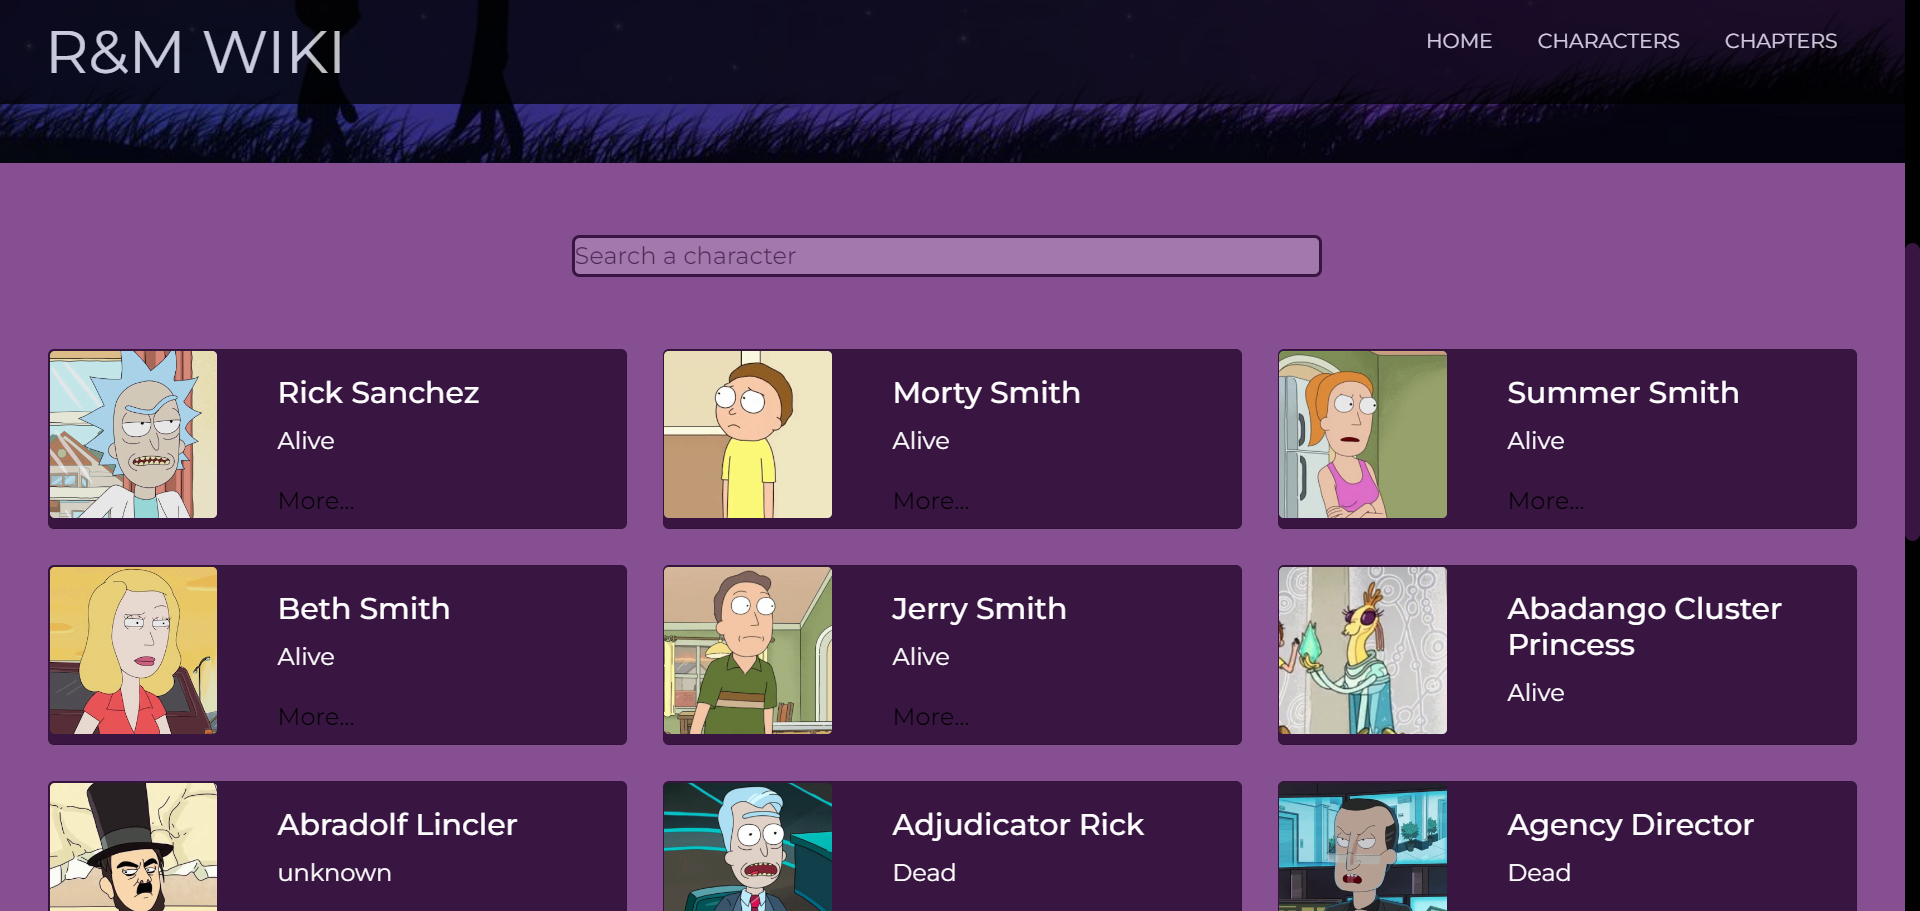 R&M WIKI
HOME CHARACTERS CHAPTERS
Search a character
Rick Sanchez
Alive
More...
Morty Smith
Alive
More...
Summer Smith
Alive
More...
Beth Smith
Alive
More...
Jerry Smith
Alive
More...
Abadango Cluster
Princess
Alive
Abradolf Lincler
unknown
Adjudicator Rick
Dead
Agency Director
Dead